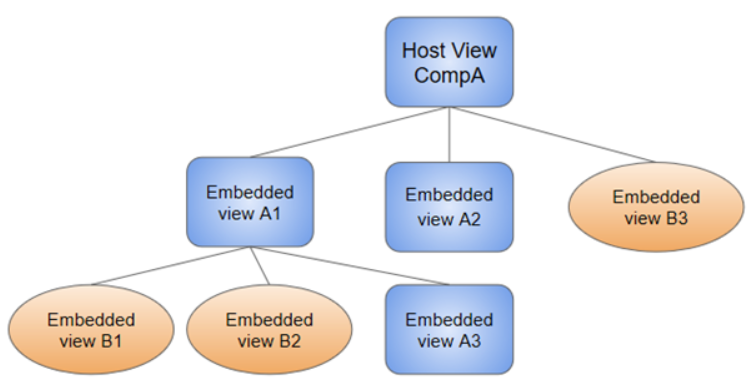 Host View
CompA
Embedded
view A1
Embedded
view A2
Embedded
view B3
Embedded
view B1
Embedded
view B2
Embedded
view A3